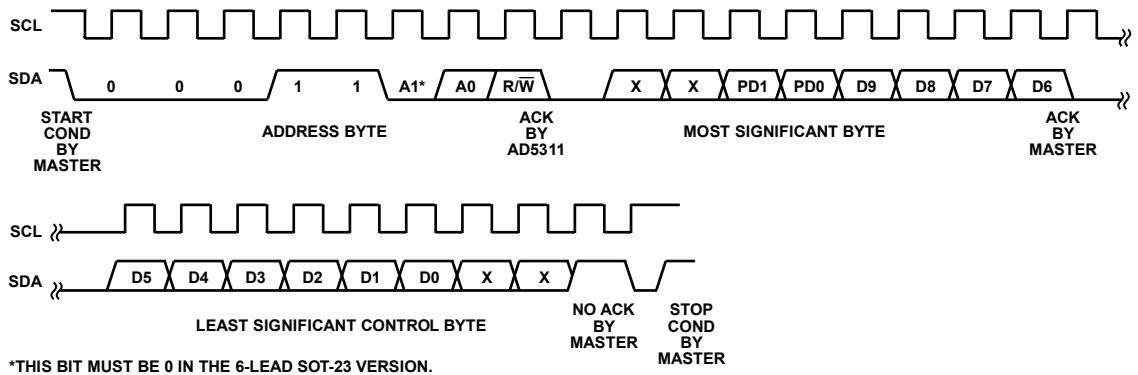 SCL
SDA
0 0 0 1 1 A1* A0 R/W̅ X X PD1 PD0 D9 D8 D7 D6
START COND BY MASTER
ADDRESS BYTE
ACK BY AD5311
MOST SIGNIFICANT BYTE
ACK BY MASTER
SCL
SDA
D5 D4 D3 D2 D1 D0 X X
LEAST SIGNIFICANT CONTROL BYTE
NO ACK BY MASTER
STOP COND BY MASTER
*THIS BIT MUST BE 0 IN THE 6-LEAD SOT-23 VERSION.